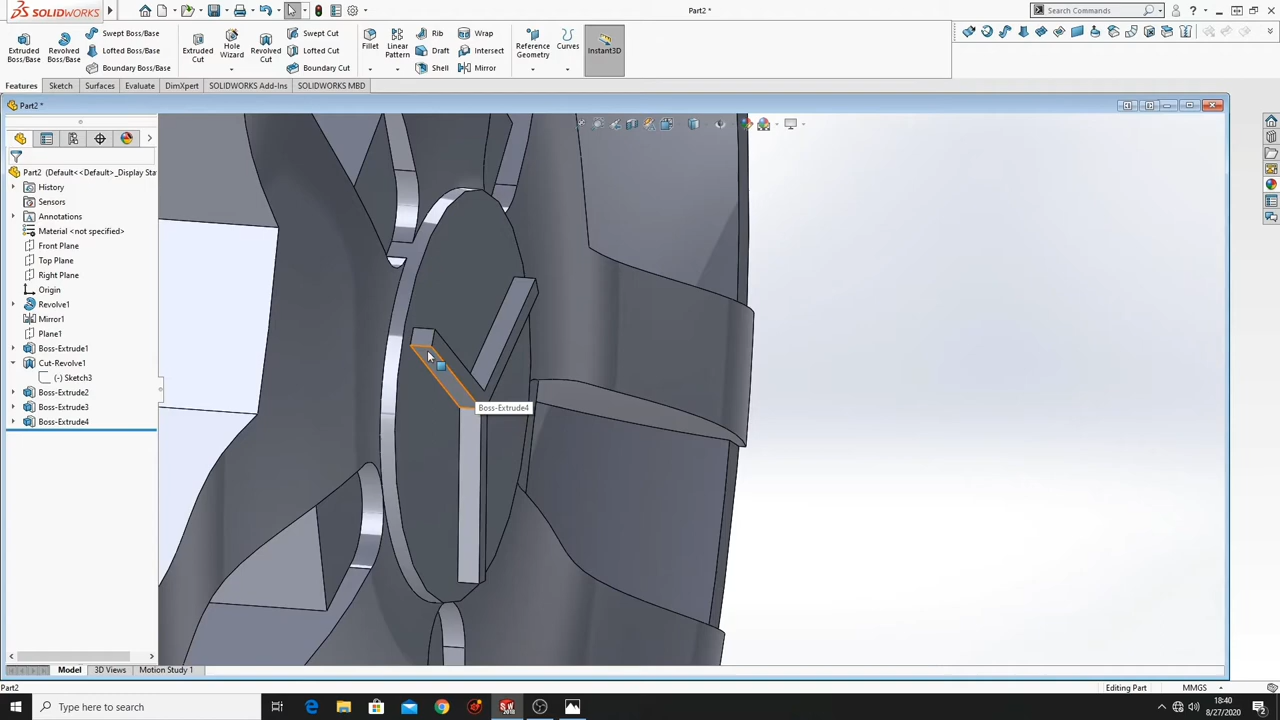 SOLIDWORKS
Part2 *
Search Commands
Extruded
Boss/Base
Revolved
Boss/Base
Swept Boss/Base
Lofted Boss/Base
Boundary Boss/Base
Extruded
Cut
Hole
Wizard
Revolved
Cut
Swept Cut
Lofted Cut
Boundary Cut
Fillet
Linear
Pattern
Rib
Draft
Shell
Wrap
Intersect
Mirror
Reference
Geometry
Curves
Instant3D
Features
Sketch
Surfaces
Evaluate
DimXpert
SOLIDWORKS Add-Ins
SOLIDWORKS MBD
Part2 *
Part2 (Default<<Default>_Display Sta
History
Sensors
Annotations
Material <not specified>
Front Plane
Top Plane
Right Plane
Origin
Revolve1
Mirror1
Plane1
Boss-Extrude1
Cut-Revolve1
(-) Sketch3
Boss-Extrude2
Boss-Extrude3
Boss-Extrude4
Boss-Extrude4
Model
3D Views
Motion Study 1
Part2
Editing Part
MMGS
Type here to search
18:40
8/27/2020